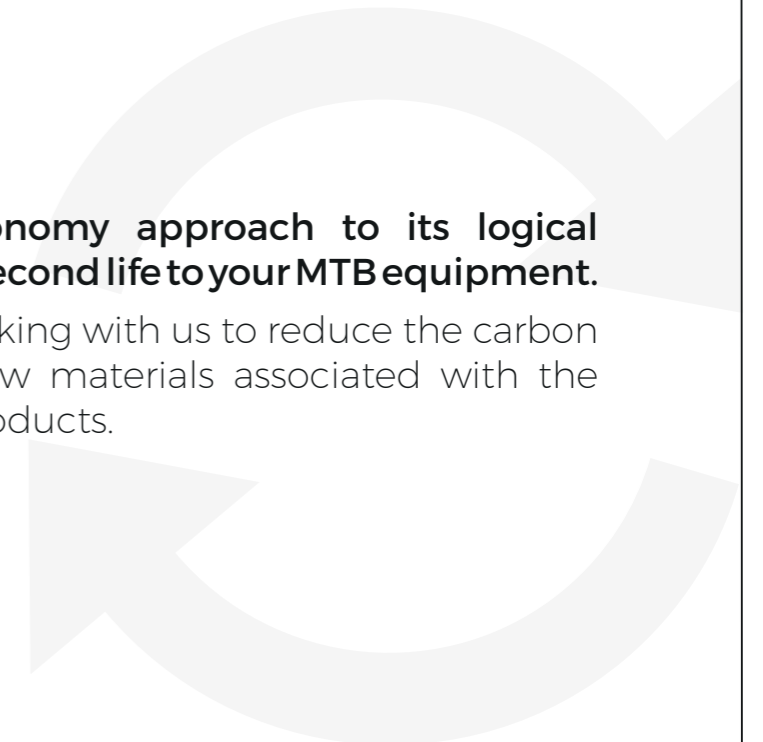 onomy approach to its logical
econd life to your MTB equipment.
king with us to reduce the carbon
w materials associated with the
oducts.